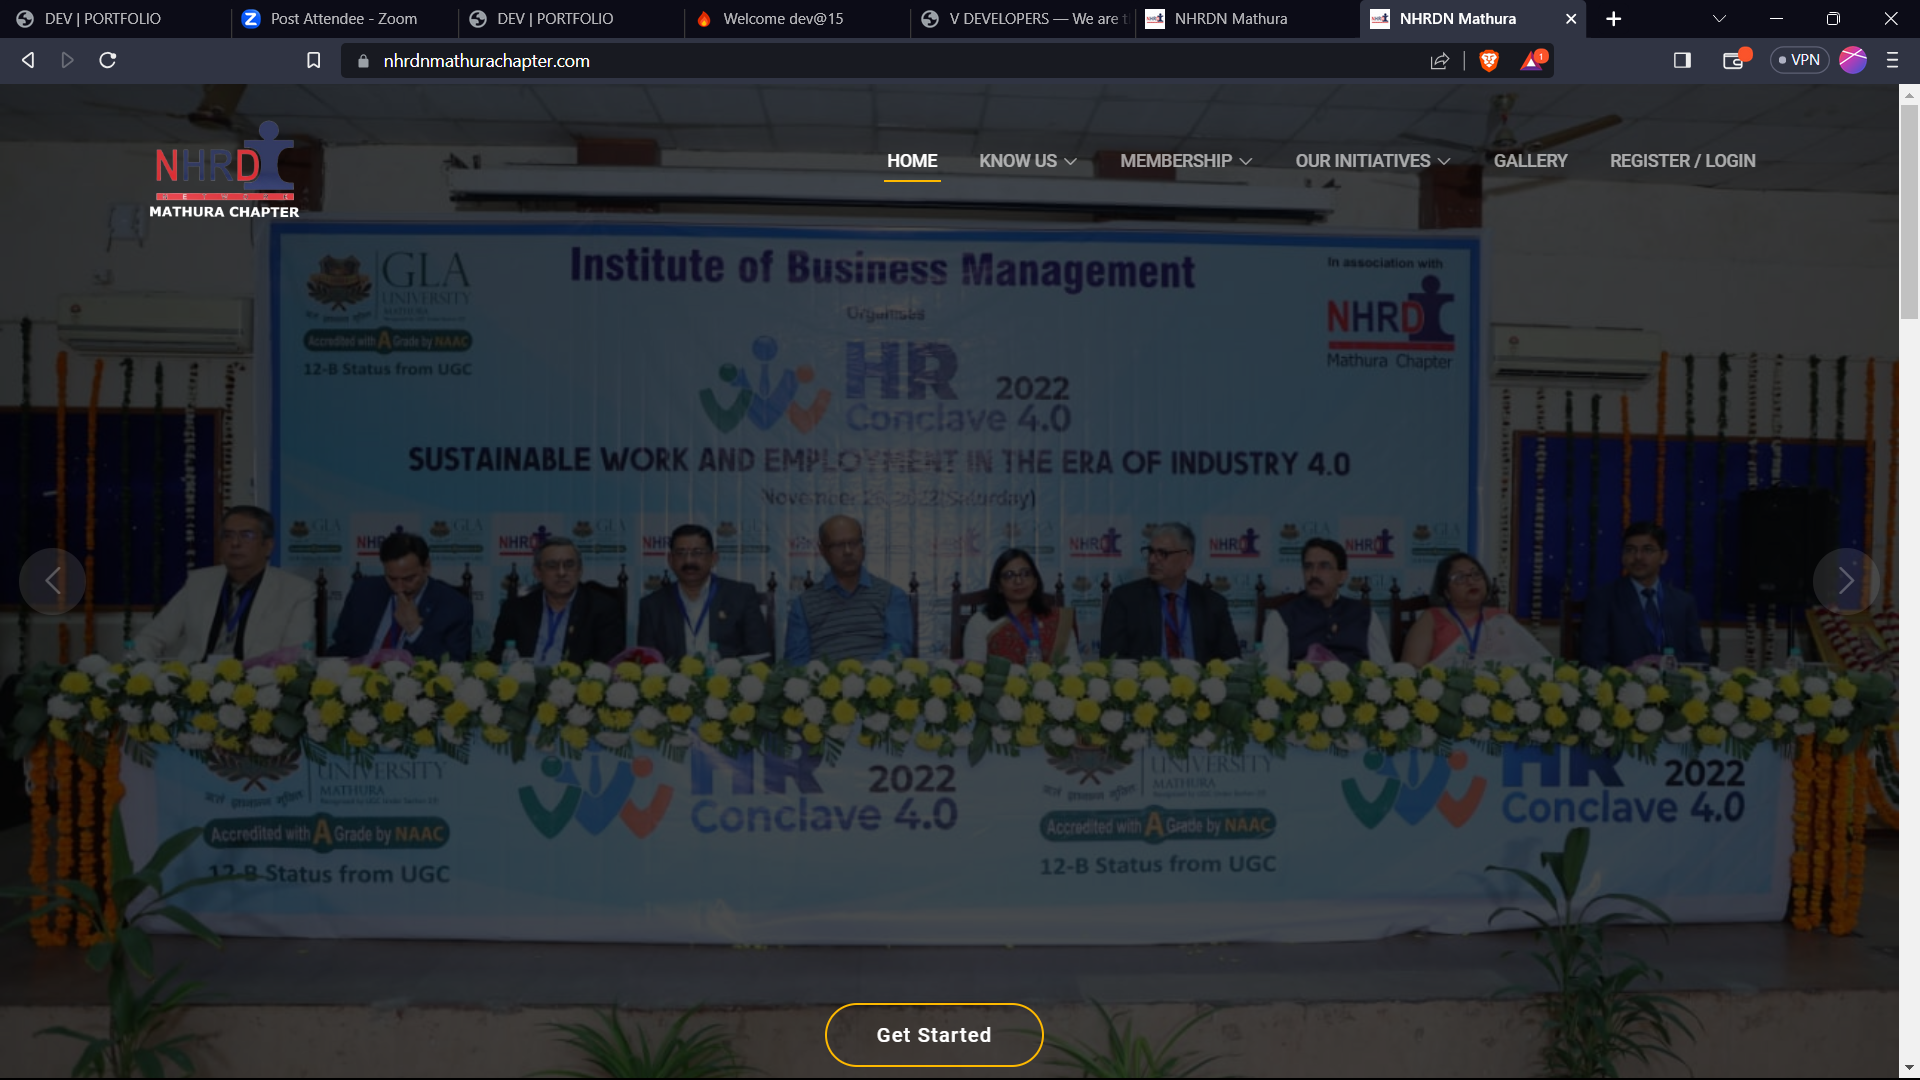 DEV | PORTFOLIO
Post Attendee - Zoom
DEV | PORTFOLIO
Welcome dev@15
V DEVELOPERS — We are
NHRDN Mathura
NHRDN Mathura
nhrdnmathurachapter.com
1
VPN
NHRD
NETWORK
MATHURA CHAPTER
HOME
KNOW US
MEMBERSHIP
OUR INITIATIVES
GALLERY
REGISTER / LOGIN
GLA
UNIVERSITY
MATHURA
Accredited with A Grade by NAAC
12-B Status from UGC
Institute of Business Management
Organises
In association with
NHRD
Mathura Chapter
HR
2022
Conclave 4.0
SUSTAINABLE WORK AND EMPLOYMENT IN THE ERA OF INDUSTRY 4.0
November 26, 2022(Saturday)
UNIVERSITY
MATHURA
Accredited with A Grade by NAAC
12-B Status from UGC
HR
2022
Conclave 4.0
UNIVERSITY
MATHURA
Accredited with A Grade by NAAC
12-B Status from UGC
HR
2022
Conclave 4.0
Get Started